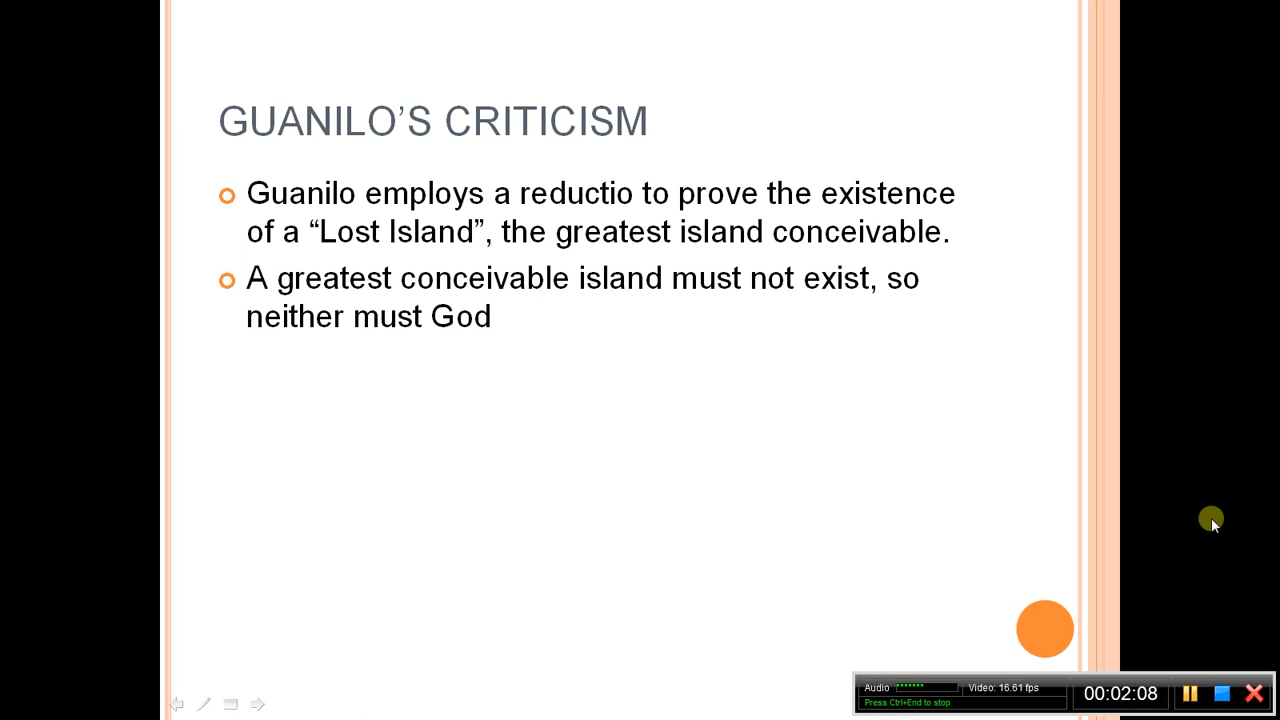 GUANILO’S CRITICISM
Guanilo employs a reductio to prove the existence
of a “Lost Island”, the greatest island conceivable.
A greatest conceivable island must not exist, so
neither must God
Audio
Video: 16.61 fps
Press Ctrl+End to stop
00:02:08